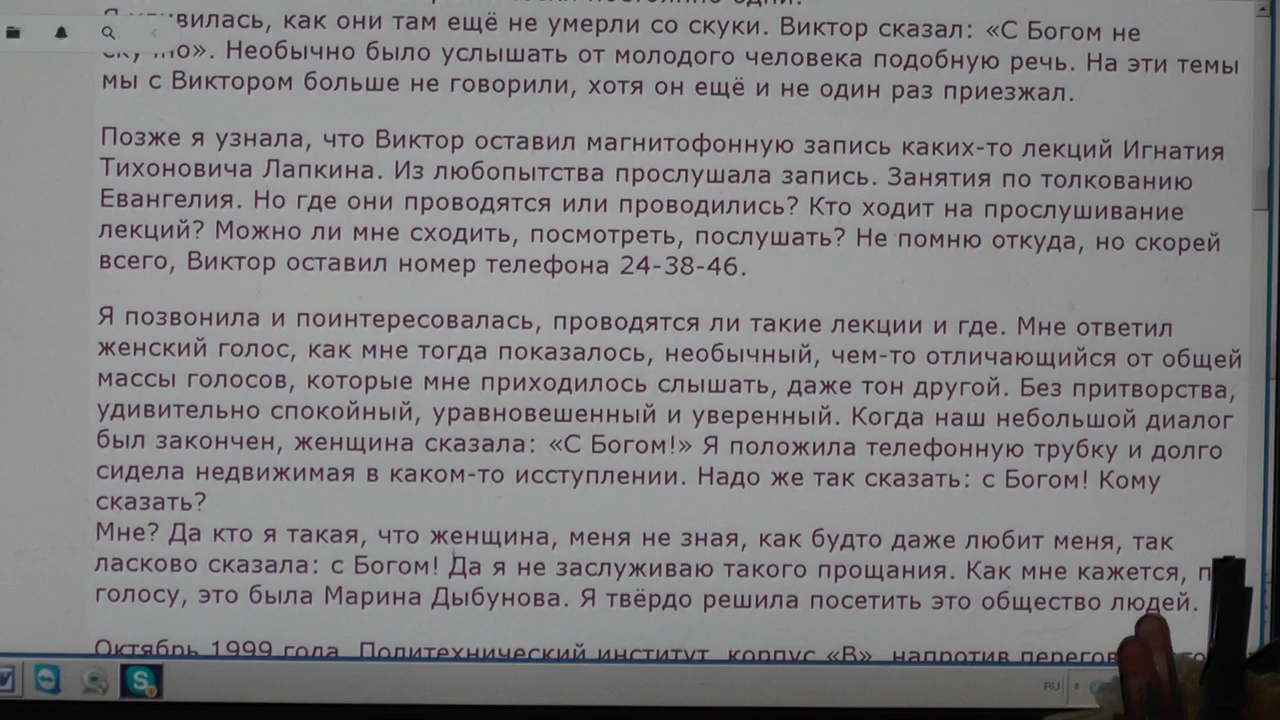 как они там ещё не умерли со скуки. Виктор сказал: «С Богом не
Необычно было услышать от молодого человека подобную речь. На эти темы
мы с Виктором больше не говорили, хотя он ещё и не один раз приезжал.
Позже я узнала, что Виктор оставил магнитофонную запись каких-то лекций Игнатия
Тихоновича Лапкина. Из любопытства прослушала запись. Занятия по толкованию
Евангелия. Но где они проводятся или проводились? Кто ходит на прослушивание
лекций? Можно ли мне сходить, посмотреть, послушать? Не помню откуда, но скорей
всего, Виктор оставил номер телефона 24-38-46.
Я позвонила и поинтересовалась, проводятся ли такие лекции и где. Мне ответил
женский голос, как мне тогда показалось, необычный, чем-то отличающийся от общей
массы голосов, которые мне приходилось слышать, даже тон другой. Без притворства,
удивительно спокойный, уравновешенный и уверенный. Когда наш небольшой диалог
был закончен, женщина сказала: «С Богом!» Я положила телефонную трубку и долго
сидела недвижимая в каком-то исступлении. Надо же так сказать: с Богом! Кому
сказать?
Мне? Да кто я такая, что женщина, меня не зная, как будто даже любит меня, так
ласково сказала: с Богом! Да я не заслуживаю такого прощания. Как мне кажется, п
голосу, это была Марина Дыбунова. Я твёрдо решила посетить это общество людей.
Октябрь 1999 года. Политехнический институт, корпус «В», напротив
RU